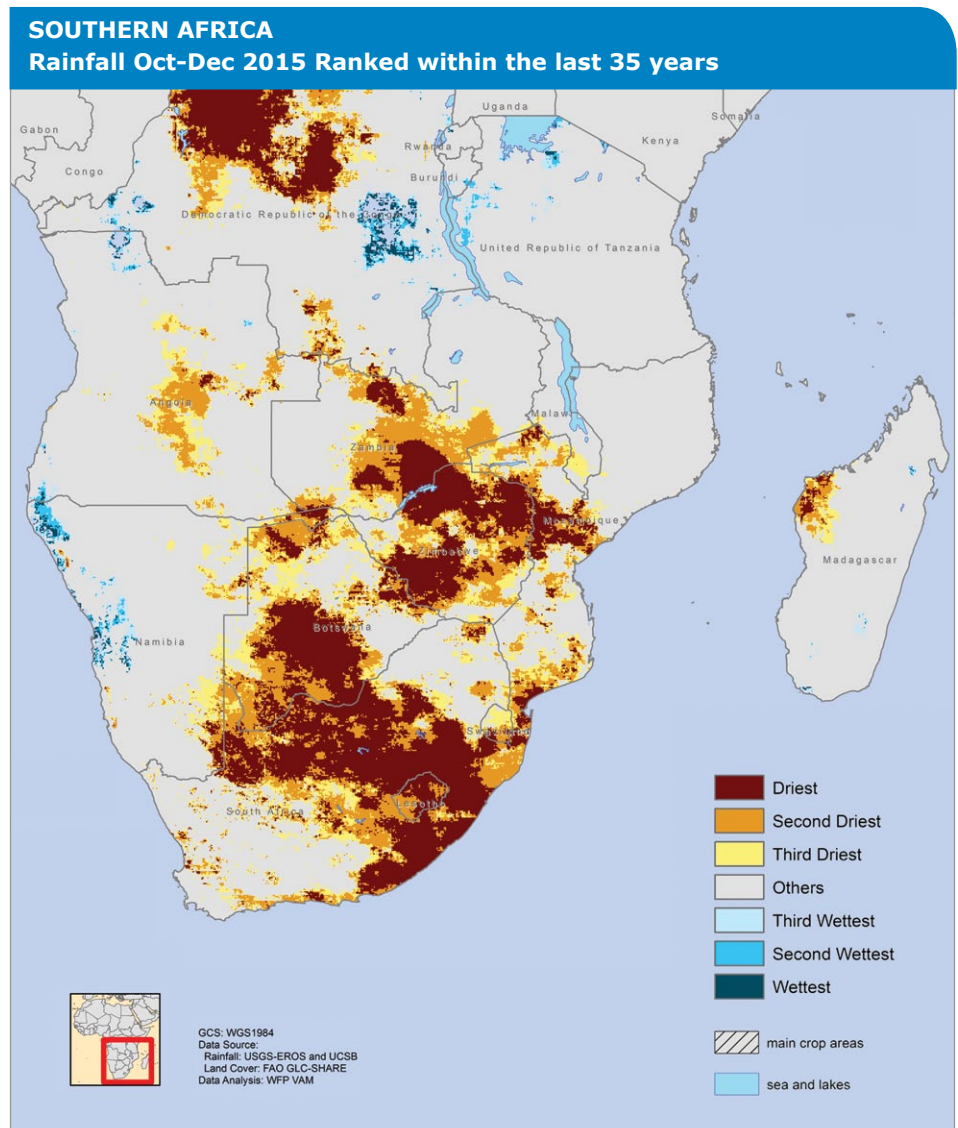 SOUTHERN AFRICA
Rainfall Oct-Dec 2015 Ranked within the last 35 years
Uganda
Somalia
Gabon
Kenya
Rwanda
Congo
Burundi
Democratic Republic of the Congo
United Republic of Tanzania
Angola
Malawi
Zambia
Mozambique
Zimbabwe
Madagascar
Botswana
Namibia
Swaziland
Lesotho
South Africa
Driest
Second Driest
Third Driest
Others
Third Wettest
Second Wettest
Wettest
main crop areas
sea and lakes
GCS: WGS1984
Data Source:
Rainfall: USGS-EROS and UCSB
Land Cover: FAO GLC-SHARE
Data Analysis: WFP VAM